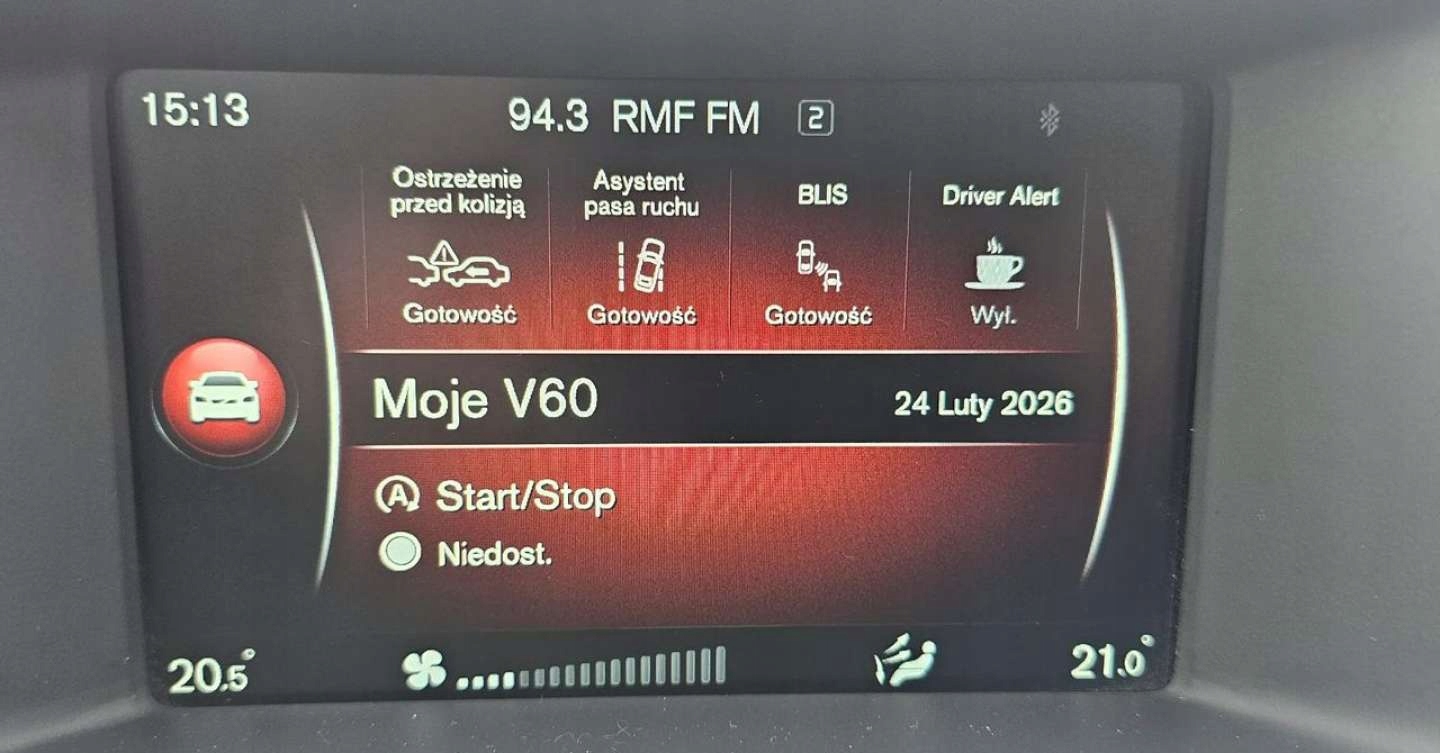 15:13
94.3 RMF FM 2
Ostrzeżenie
przed kolizją
Gotowość
Asystent
pasa ruchu
Gotowość
BLIS
Gotowość
Driver Alert
Wył.
Moje V60
24 Luty 2026
A Start/Stop
Niedost.
20.5°
21.0°